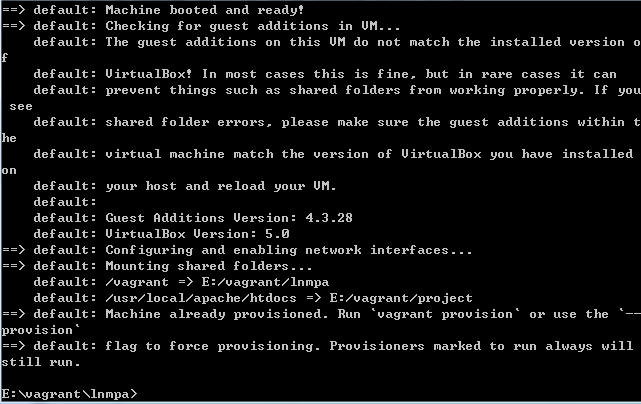 ==> default: Machine booted and ready!
==> default: Checking for guest additions in VM...
    default: The guest additions on this VM do not match the installed version o
f
    default: VirtualBox! In most cases this is fine, but in rare cases it can
    default: prevent things such as shared folders from working properly. If you
 see
    default: shared folder errors, please make sure the guest additions within t
he
    default: virtual machine match the version of VirtualBox you have installed
on
    default: your host and reload your VM.
    default:
    default: Guest Additions Version: 4.3.28
    default: VirtualBox Version: 5.0
==> default: Configuring and enabling network interfaces...
==> default: Mounting shared folders...
    default: /vagrant => E:/vagrant/lnmpa
    default: /usr/local/apache/htdocs => E:/vagrant/project
==> default: Machine already provisioned. Run `vagrant provision` or use the `--
provision`
==> default: flag to force provisioning. Provisioners marked to run always will
still run.
E:\vagrant\lnmpa>